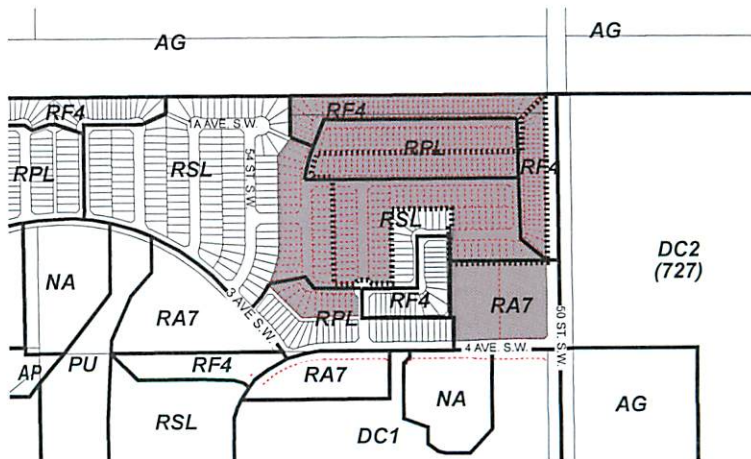 AG
AG
RF4
RF4
1A AVE. S.W.
RPL
RSL
54 ST. S.W.
RPL
RF4
RSL
DC2
(727)
NA
RA7
3 AVE S.W.
RPL
RF4
RA7
50 ST. S.W.
4 AVE. S.W.
AP
PU
RF4
RA7
NA
AG
RSL
DC1